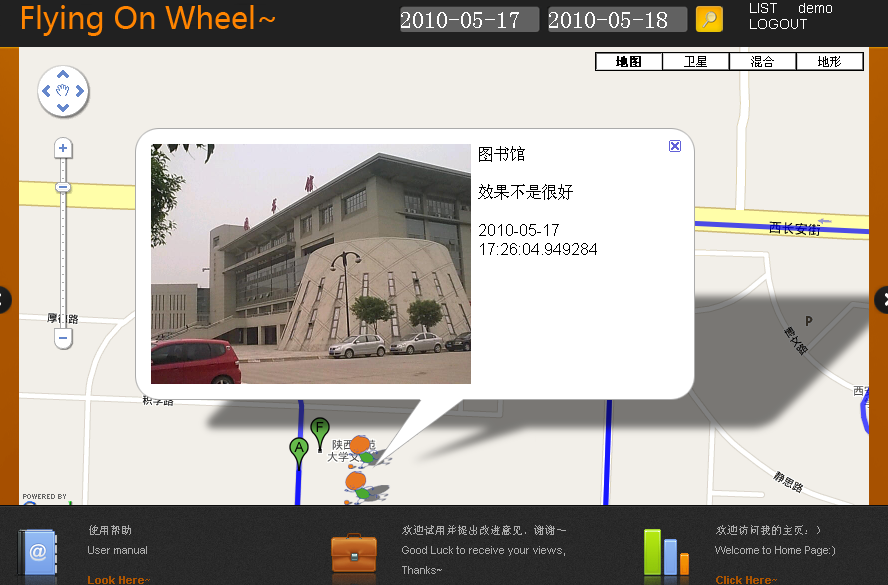 Flying On Wheel~
2010-05-17
2010-05-18
LIST demo
LOGOUT
地图
卫星
混合
地形
图书馆
效果不是很好
2010-05-17
17:26:04.949284
图书馆
西长安街
P
积学路
静思路
A
F
陕西师范
大学文
POWERED BY
使用帮助
User manual
Look Here~
欢迎试用并提出改进意见，谢谢~
Good Luck to receive your views,
Thanks~
欢迎访问我的主页：)
Welcome to Home Page:)
Click Here~